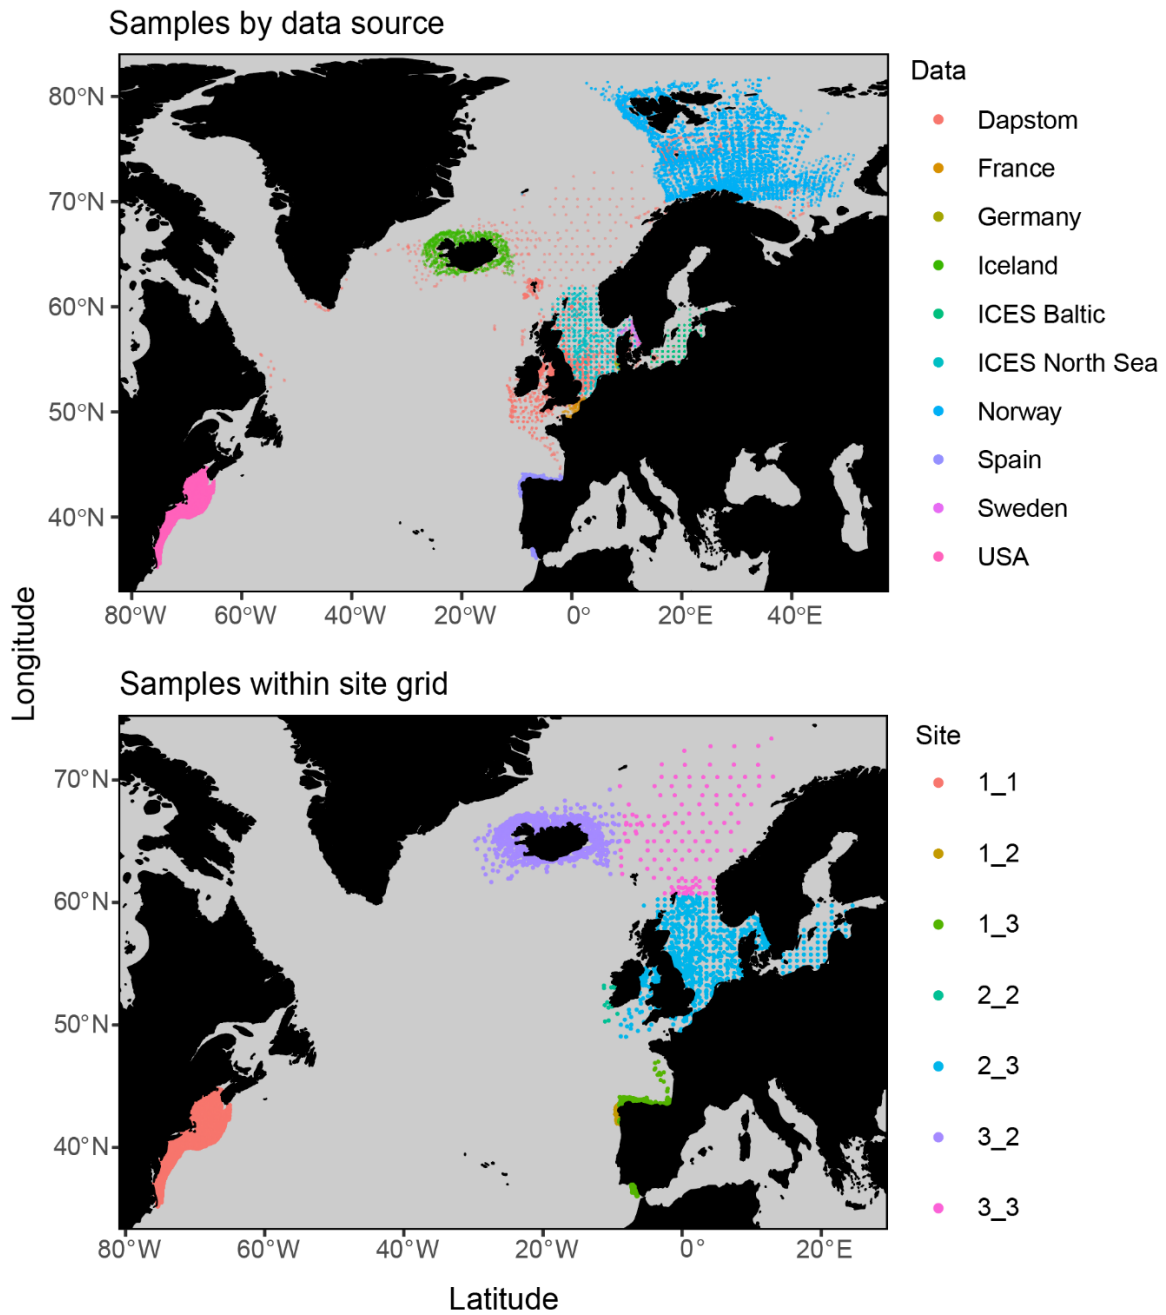 Samples by data source
80°N
70°N
60°N
50°N
40°N
80°W
60°W
40°W
20°W
0°
20°E
40°E
Data
Dapstom
France
Germany
Iceland
ICES Baltic
ICES North Sea
Norway
Spain
Sweden
USA
Longitude
Samples within site grid
70°N
60°N
50°N
40°N
80°W
60°W
40°W
20°W
0°
20°E
Site
1_1
1_2
1_3
2_2
2_3
3_2
3_3
Latitude